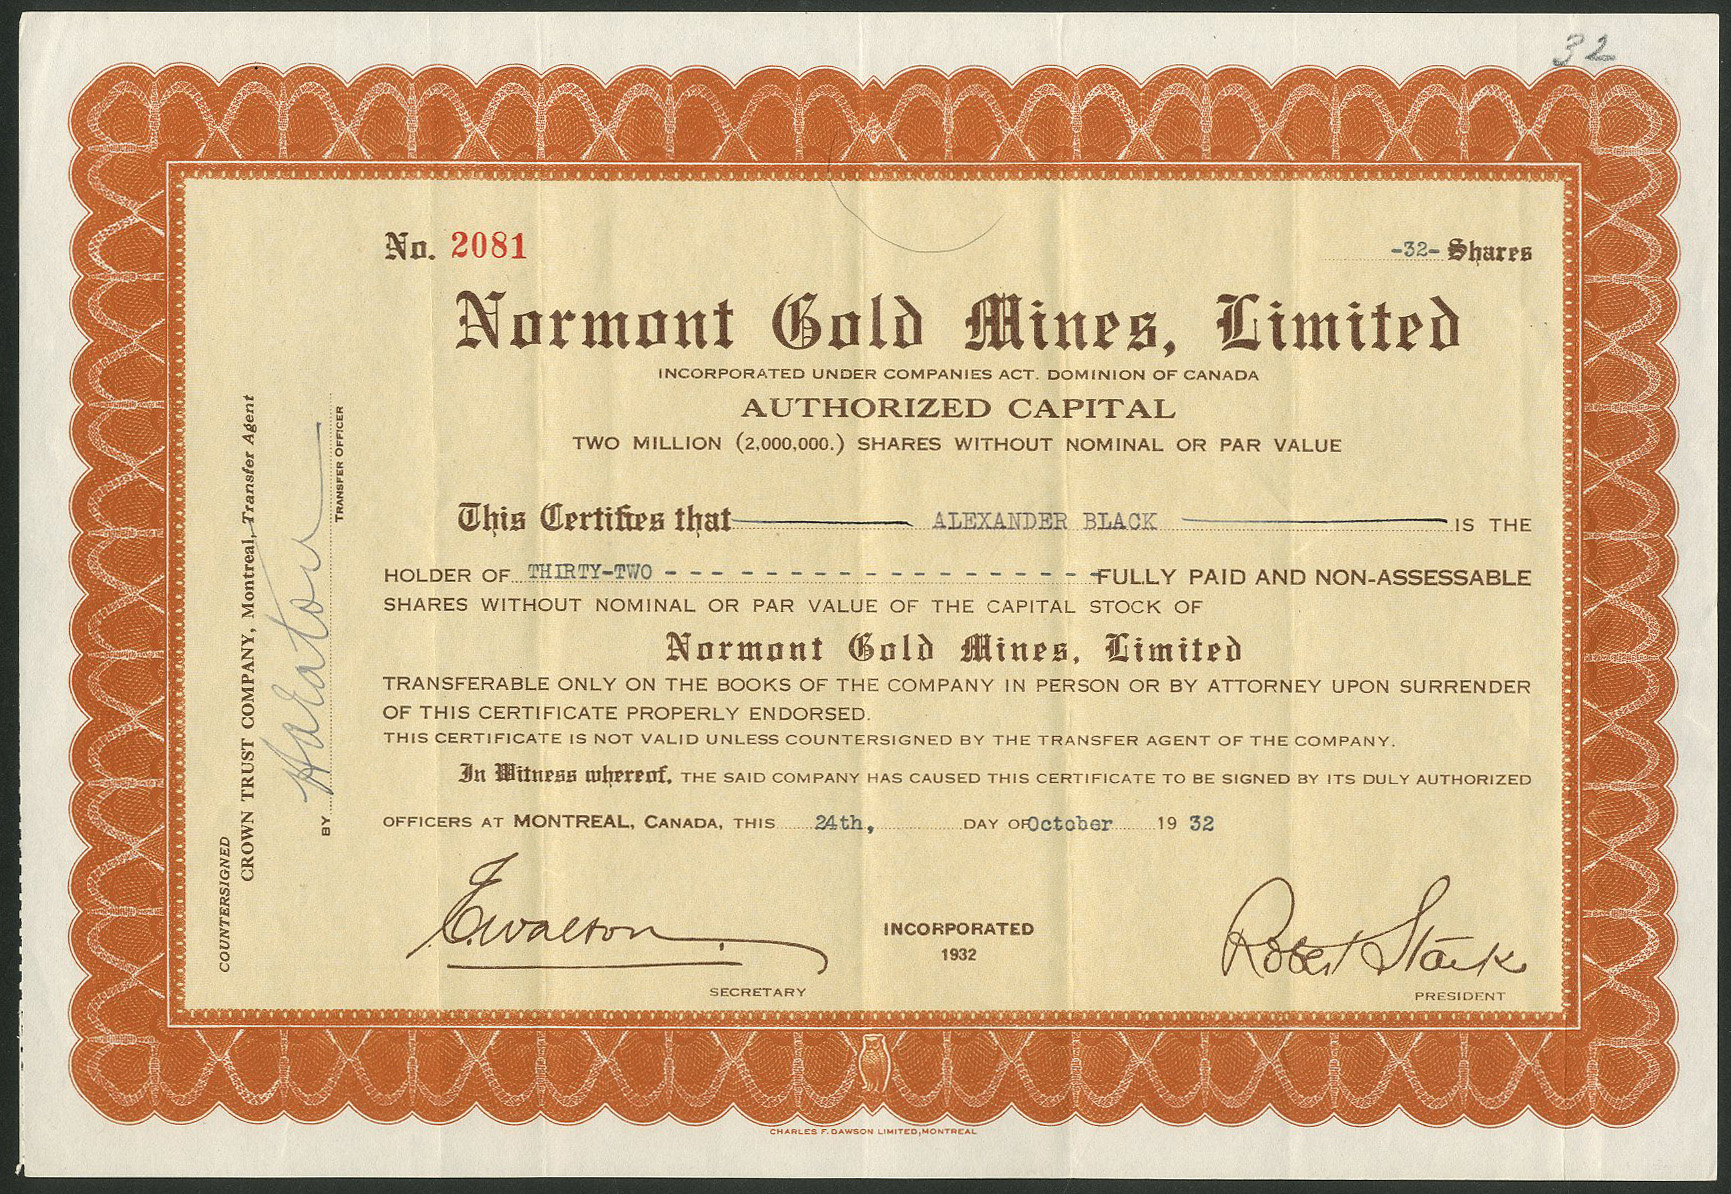 32
No. 2081
-32- Shares
Normont Gold Mines, Limited
INCORPORATED UNDER COMPANIES ACT. DOMINION OF CANADA
AUTHORIZED CAPITAL
TWO MILLION (2,000,000.) SHARES WITHOUT NOMINAL OR PAR VALUE
This Certifies that ALEXANDER BLACK IS THE
HOLDER OF THIRTY-TWO - - - - - - - - - - - - - - - - - - FULLY PAID AND NON-ASSESSABLE
SHARES WITHOUT NOMINAL OR PAR VALUE OF THE CAPITAL STOCK OF
Normont Gold Mines, Limited
TRANSFERABLE ONLY ON THE BOOKS OF THE COMPANY IN PERSON OR BY ATTORNEY UPON SURRENDER
OF THIS CERTIFICATE PROPERLY ENDORSED.
THIS CERTIFICATE IS NOT VALID UNLESS COUNTERSIGNED BY THE TRANSFER AGENT OF THE COMPANY.
In Witness whereof, THE SAID COMPANY HAS CAUSED THIS CERTIFICATE TO BE SIGNED BY ITS DULY AUTHORIZED
OFFICERS AT MONTREAL, CANADA, THIS 24th, DAY OF October 19 32
INCORPORATED
1932
SECRETARY
Robert Stark
PRESIDENT
COUNTERSIGNED
CROWN TRUST COMPANY, Montreal, Transfer Agent
BY
TRANSFER OFFICER
CHARLES F. DAWSON LIMITED, MONTREAL